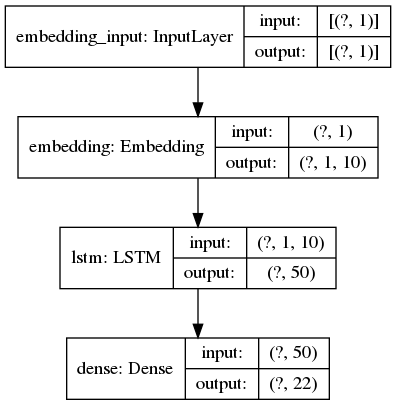 embedding_input: InputLayer
input: [(?, 1)]
output: [(?, 1)]
embedding: Embedding
input: (?, 1)
output: (?, 1, 10)
lstm: LSTM
input: (?, 1, 10)
output: (?, 50)
dense: Dense
input: (?, 50)
output: (?, 22)